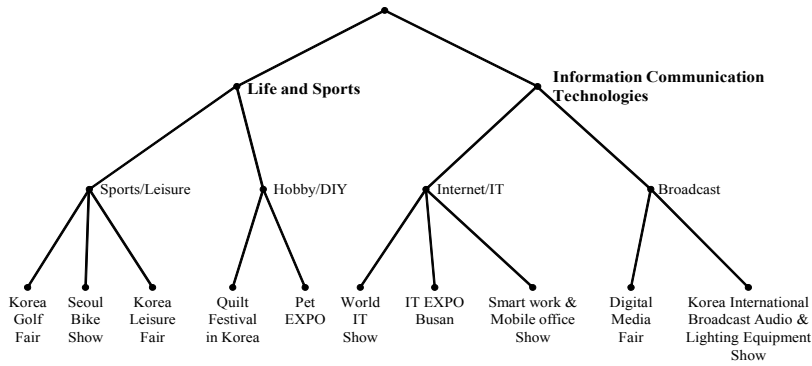 Life and Sports
Information Communication
Technologies
Sports/Leisure
Hobby/DIY
Internet/IT
Broadcast
Korea
Golf
Fair
Seoul
Bike
Show
Korea
Leisure
Fair
Quilt
Festival
in Korea
Pet
EXPO
World
IT
Show
IT EXPO
Busan
Smart work &
Mobile office
Show
Digital
Media
Fair
Korea International
Broadcast Audio &
Lighting Equipment
Show